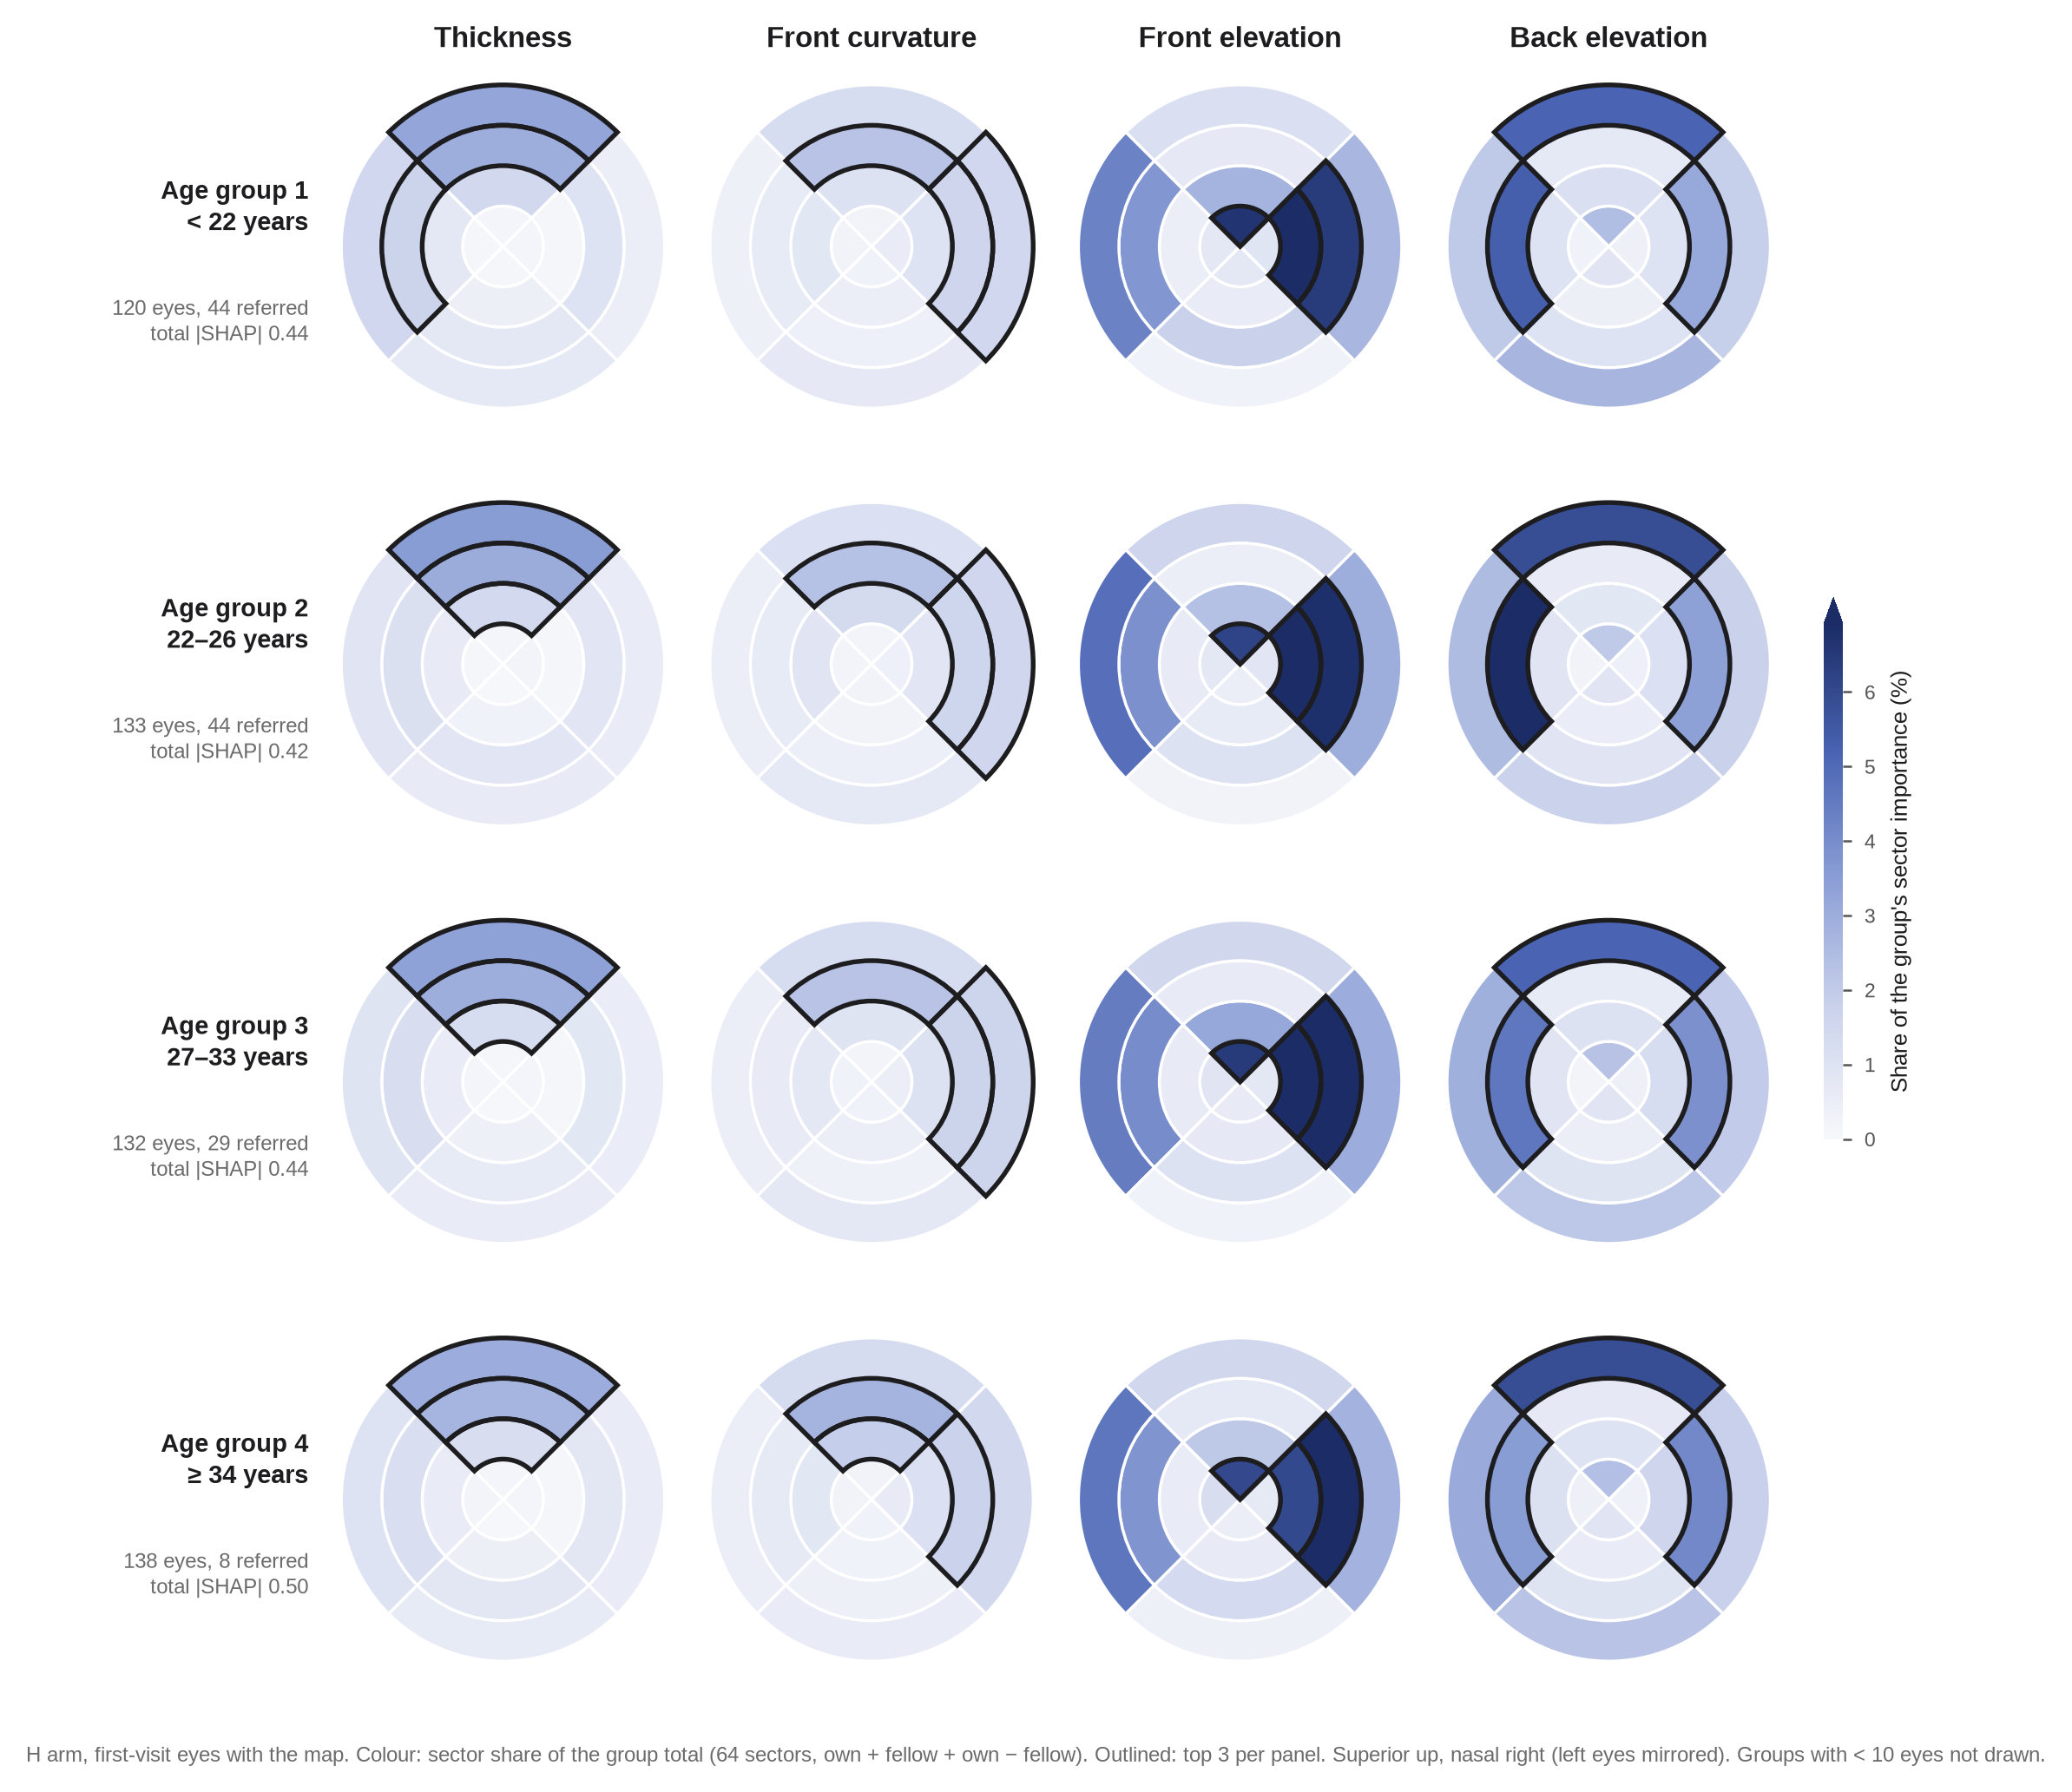 Thickness
Front curvature
Front elevation
Back elevation
Age group 1
< 22 years
120 eyes, 44 referred
total |SHAP| 0.44
Age group 2
22–26 years
133 eyes, 44 referred
total |SHAP| 0.42
Age group 3
27–33 years
132 eyes, 29 referred
total |SHAP| 0.44
Age group 4
≥ 34 years
138 eyes, 8 referred
total |SHAP| 0.50
6
5
4
3
2
1
0
Share of the group's sector importance (%)
H arm, first-visit eyes with the map. Colour: sector share of the group total (64 sectors, own + fellow + own − fellow). Outlined: top 3 per panel. Superior up, nasal right (left eyes mirrored). Groups with < 10 eyes not drawn.